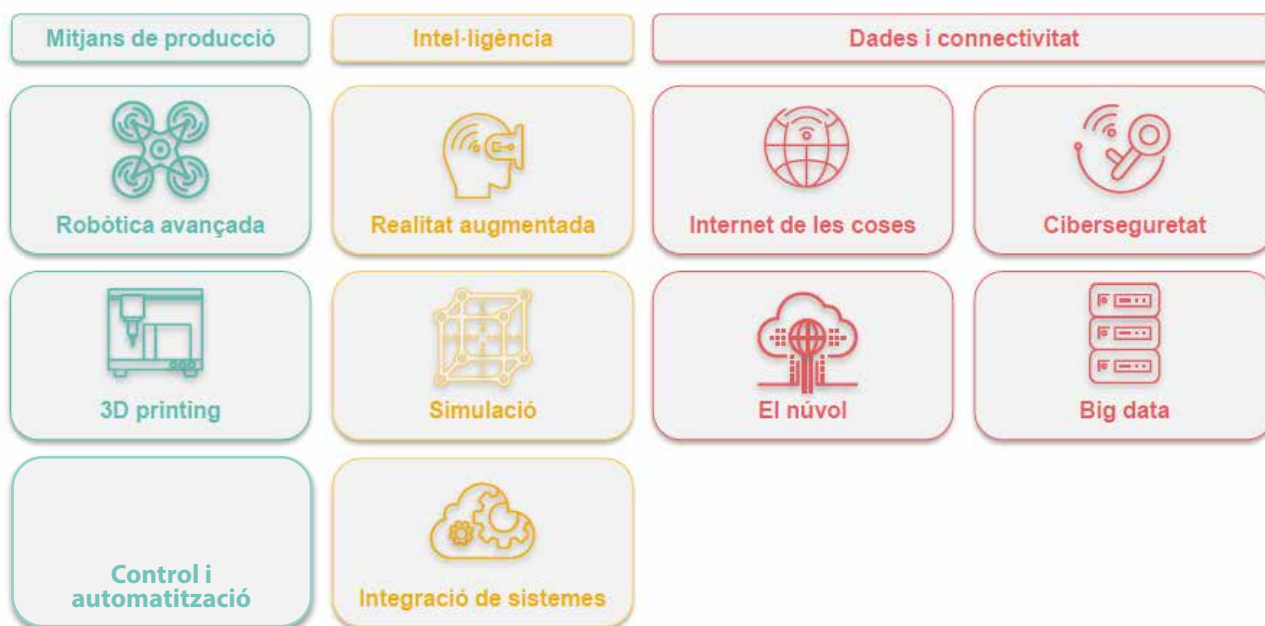 Mitjans de producció
Intel·ligència
Dades i connectivitat
Robòtica avançada
Realitat augmentada
Internet de les coses
Ciberseguretat
3D printing
Simulació
El núvol
Big data
Control i
automatització
Integració de sistemes